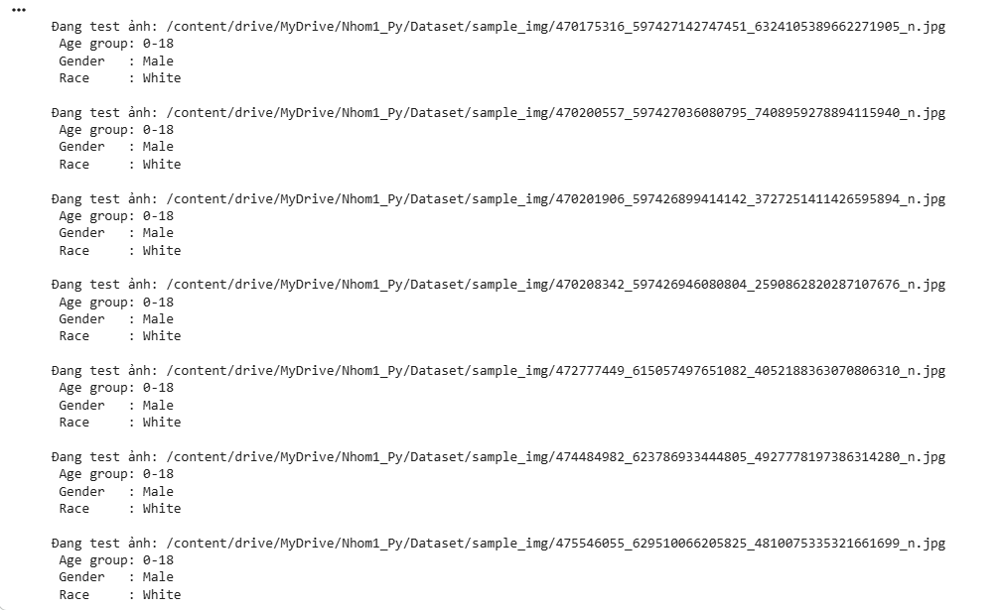 •••
Đang test ảnh: /content/drive/MyDrive/Nhom1_Py/Dataset/sample_img/470175316_597427142747451_6324105389662271905_n.jpg
Age group: 0-18
Gender   : Male
Race     : White
Đang test ảnh: /content/drive/MyDrive/Nhom1_Py/Dataset/sample_img/470200557_597427036080795_7408959278894115940_n.jpg
Age group: 0-18
Gender   : Male
Race     : White
Đang test ảnh: /content/drive/MyDrive/Nhom1_Py/Dataset/sample_img/470201906_597426899414142_3727251411426595894_n.jpg
Age group: 0-18
Gender   : Male
Race     : White
Đang test ảnh: /content/drive/MyDrive/Nhom1_Py/Dataset/sample_img/470208342_597426946080804_2590862820287107676_n.jpg
Age group: 0-18
Gender   : Male
Race     : White
Đang test ảnh: /content/drive/MyDrive/Nhom1_Py/Dataset/sample_img/472777449_615057497651082_4052188363070806310_n.jpg
Age group: 0-18
Gender   : Male
Race     : White
Đang test ảnh: /content/drive/MyDrive/Nhom1_Py/Dataset/sample_img/474484982_623786933444805_4927778197386314280_n.jpg
Age group: 0-18
Gender   : Male
Race     : White
Đang test ảnh: /content/drive/MyDrive/Nhom1_Py/Dataset/sample_img/475546055_629510066205825_4810075335321661699_n.jpg
Age group: 0-18
Gender   : Male
Race     : White